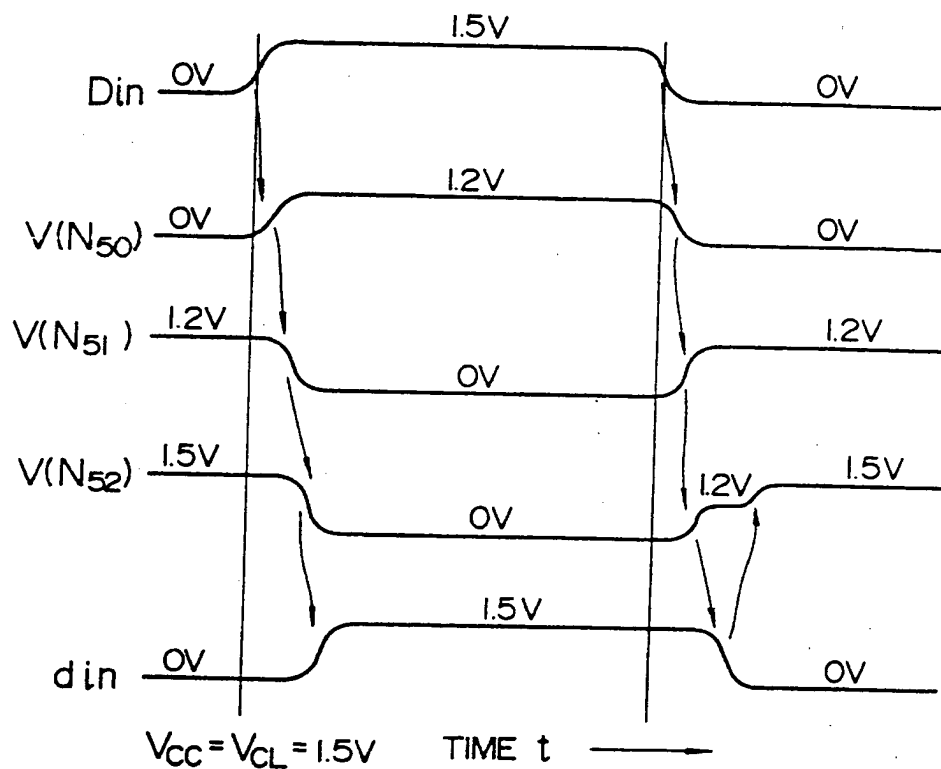 1.5V
Din 0V 0V
1.2V
V(N50) 0V 0V
V(N51) 1.2V 0V 1.2V
V(N52) 1.5V 0V 1.2V 1.5V
1.5V
din 0V 0V
VCC = VCL = 1.5V TIME t